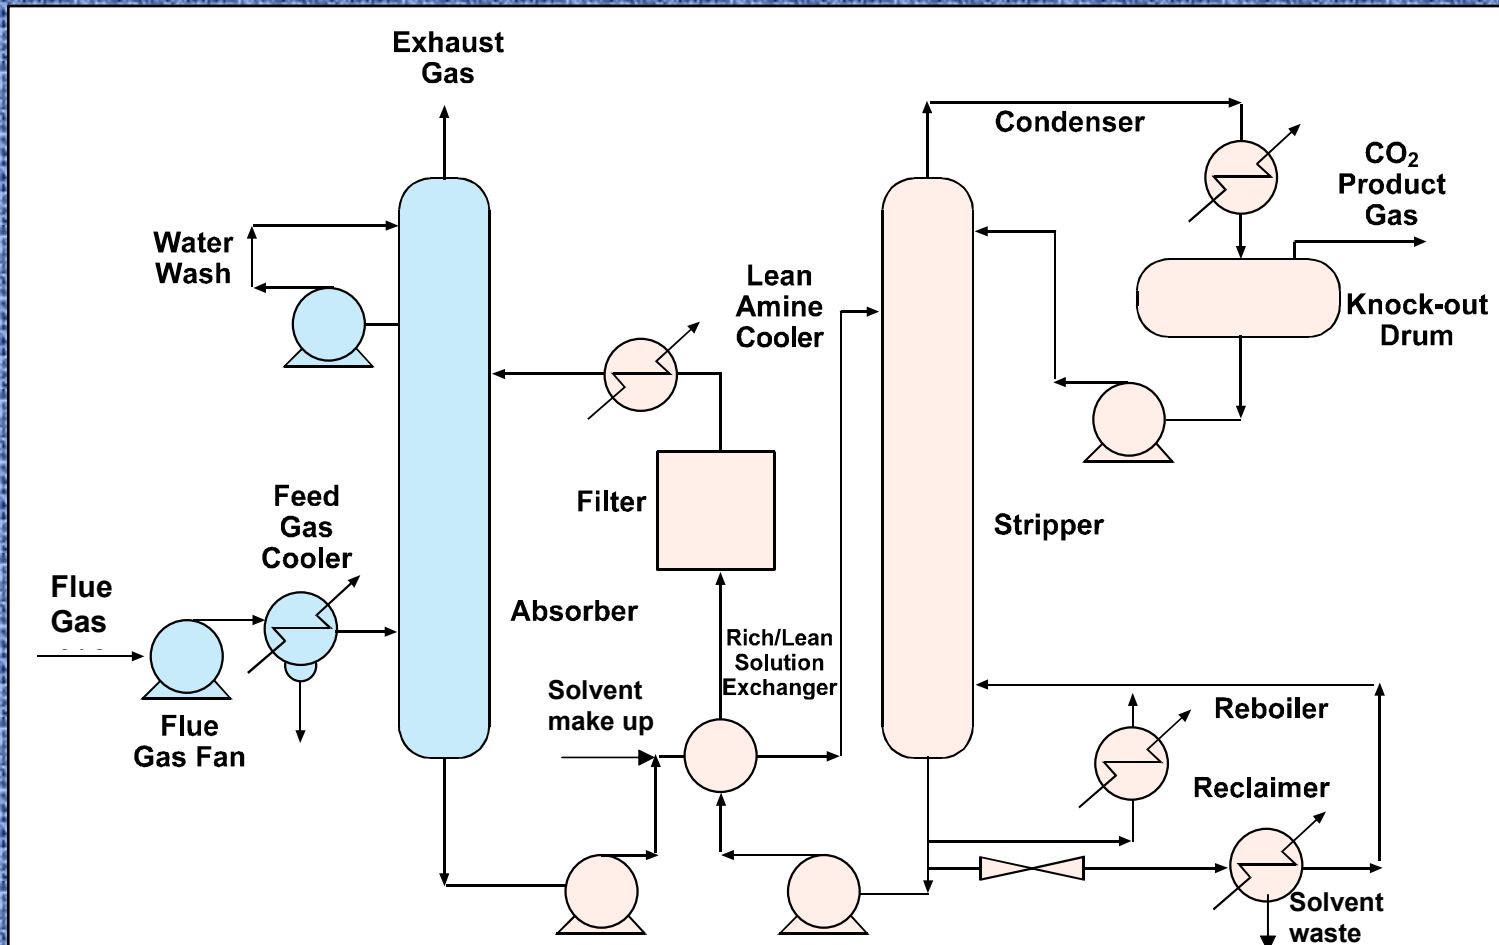 Exhaust
Gas
Condenser
CO₂
Product
Gas
Water
Wash
Lean
Amine
Cooler
Knock-out
Drum
Feed
Gas
Cooler
Filter
Stripper
Flue
Gas
Absorber
Rich/Lean
Solution
Exchanger
Solvent
make up
Flue
Gas Fan
Reboiler
Reclaimer
Solvent
waste